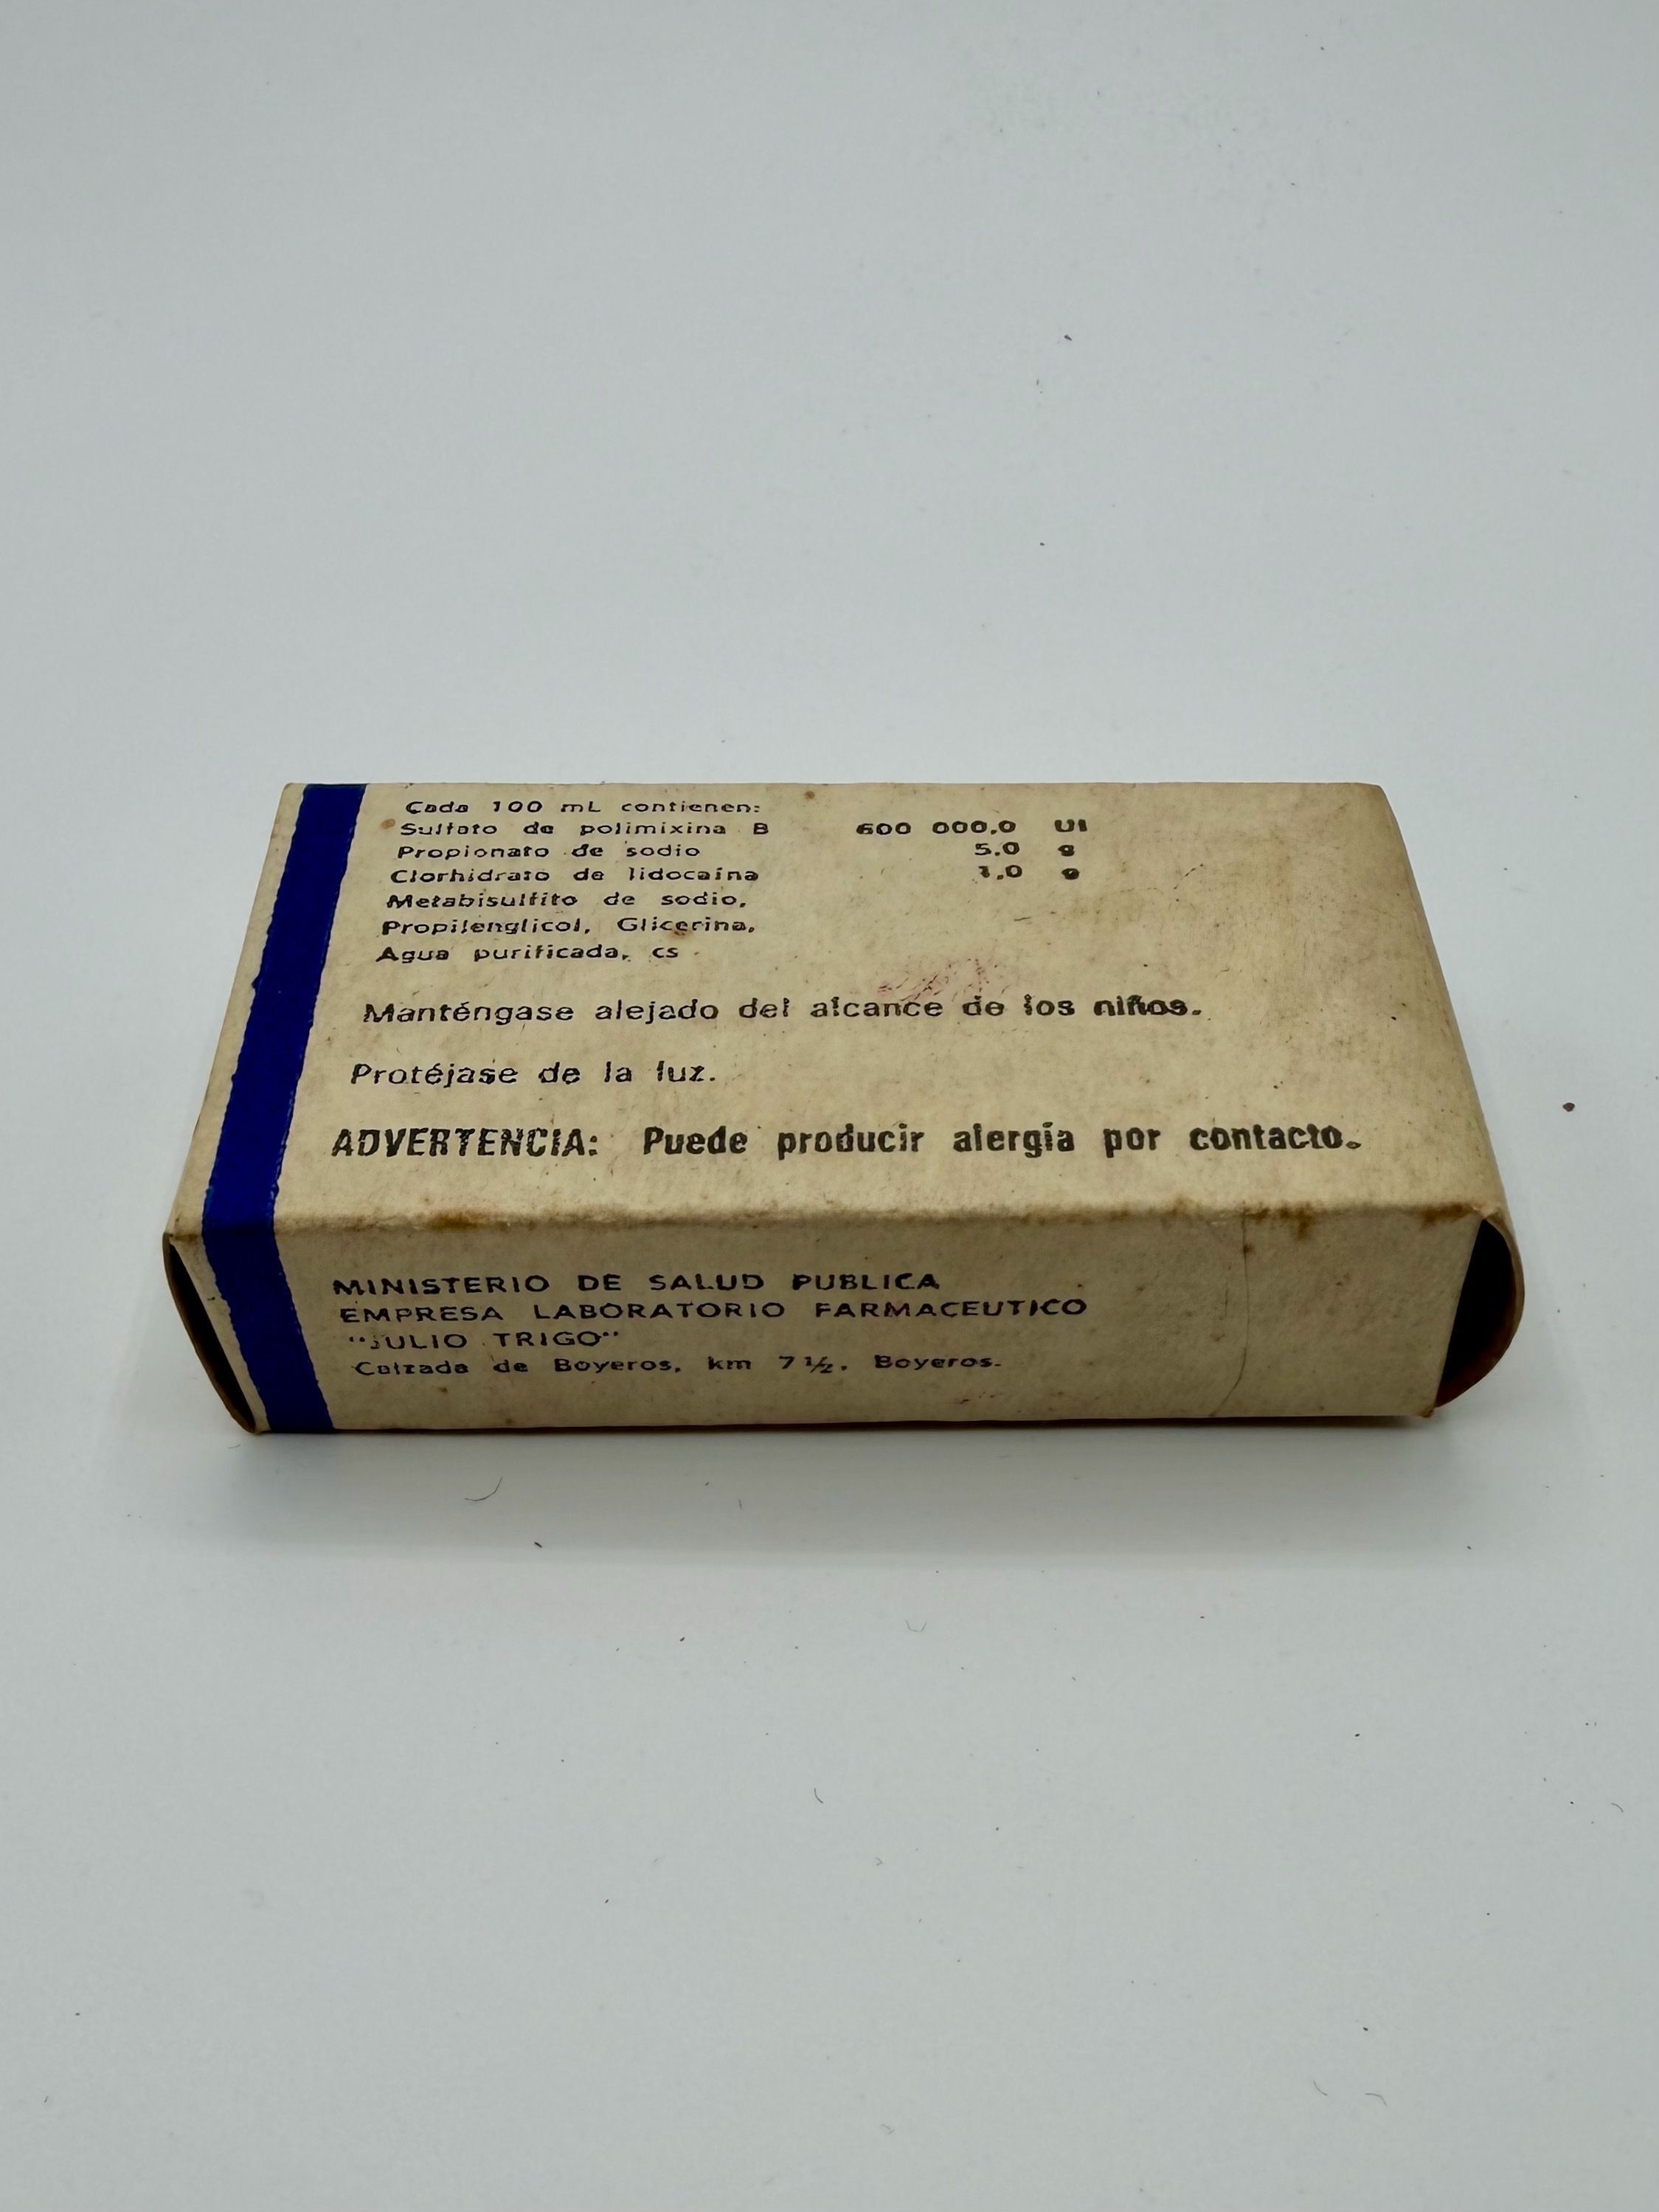 Cada 100 mL contienen:
Sulfato de polimixina B 600 000,0 UI
Propionato de sodio 5,0 g
Clorhidrato de lidocaína 1,0 g
Metabisulfito de sodio,
Propilenglicol, Glicerina,
Agua purificada, cs
Manténgase alejado del alcance de los niños.
Protéjase de la luz.
ADVERTENCIA: Puede producir alergia por contacto.
MINISTERIO DE SALUD PUBLICA
EMPRESA LABORATORIO FARMACEUTICO
"JULIO TRIGO"
Calzada de Boyeros, km 7½, Boyeros.